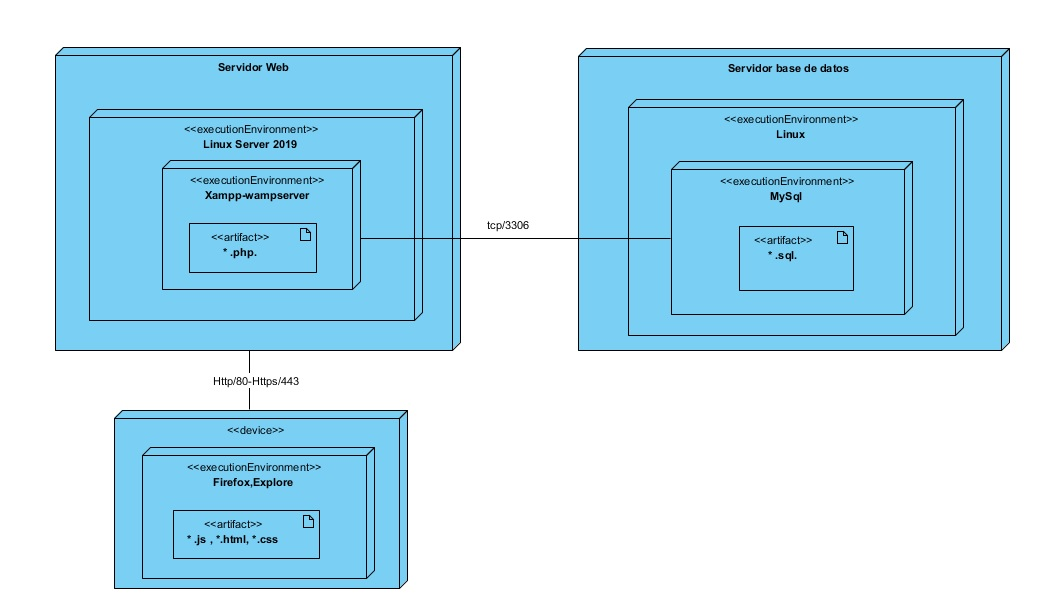 Servidor Web
<<executionEnvironment>>
Linux Server 2019
<<executionEnvironment>>
Xampp-wampserver
<<artifact>>
* .php.
tcp/3306
Servidor base de datos
<<executionEnvironment>>
Linux
<<executionEnvironment>>
MySql
<<artifact>>
* .sql.
Http/80-Https/443
<<device>>
<<executionEnvironment>>
Firefox,Explore
<<artifact>>
* .js , *.html, *.css